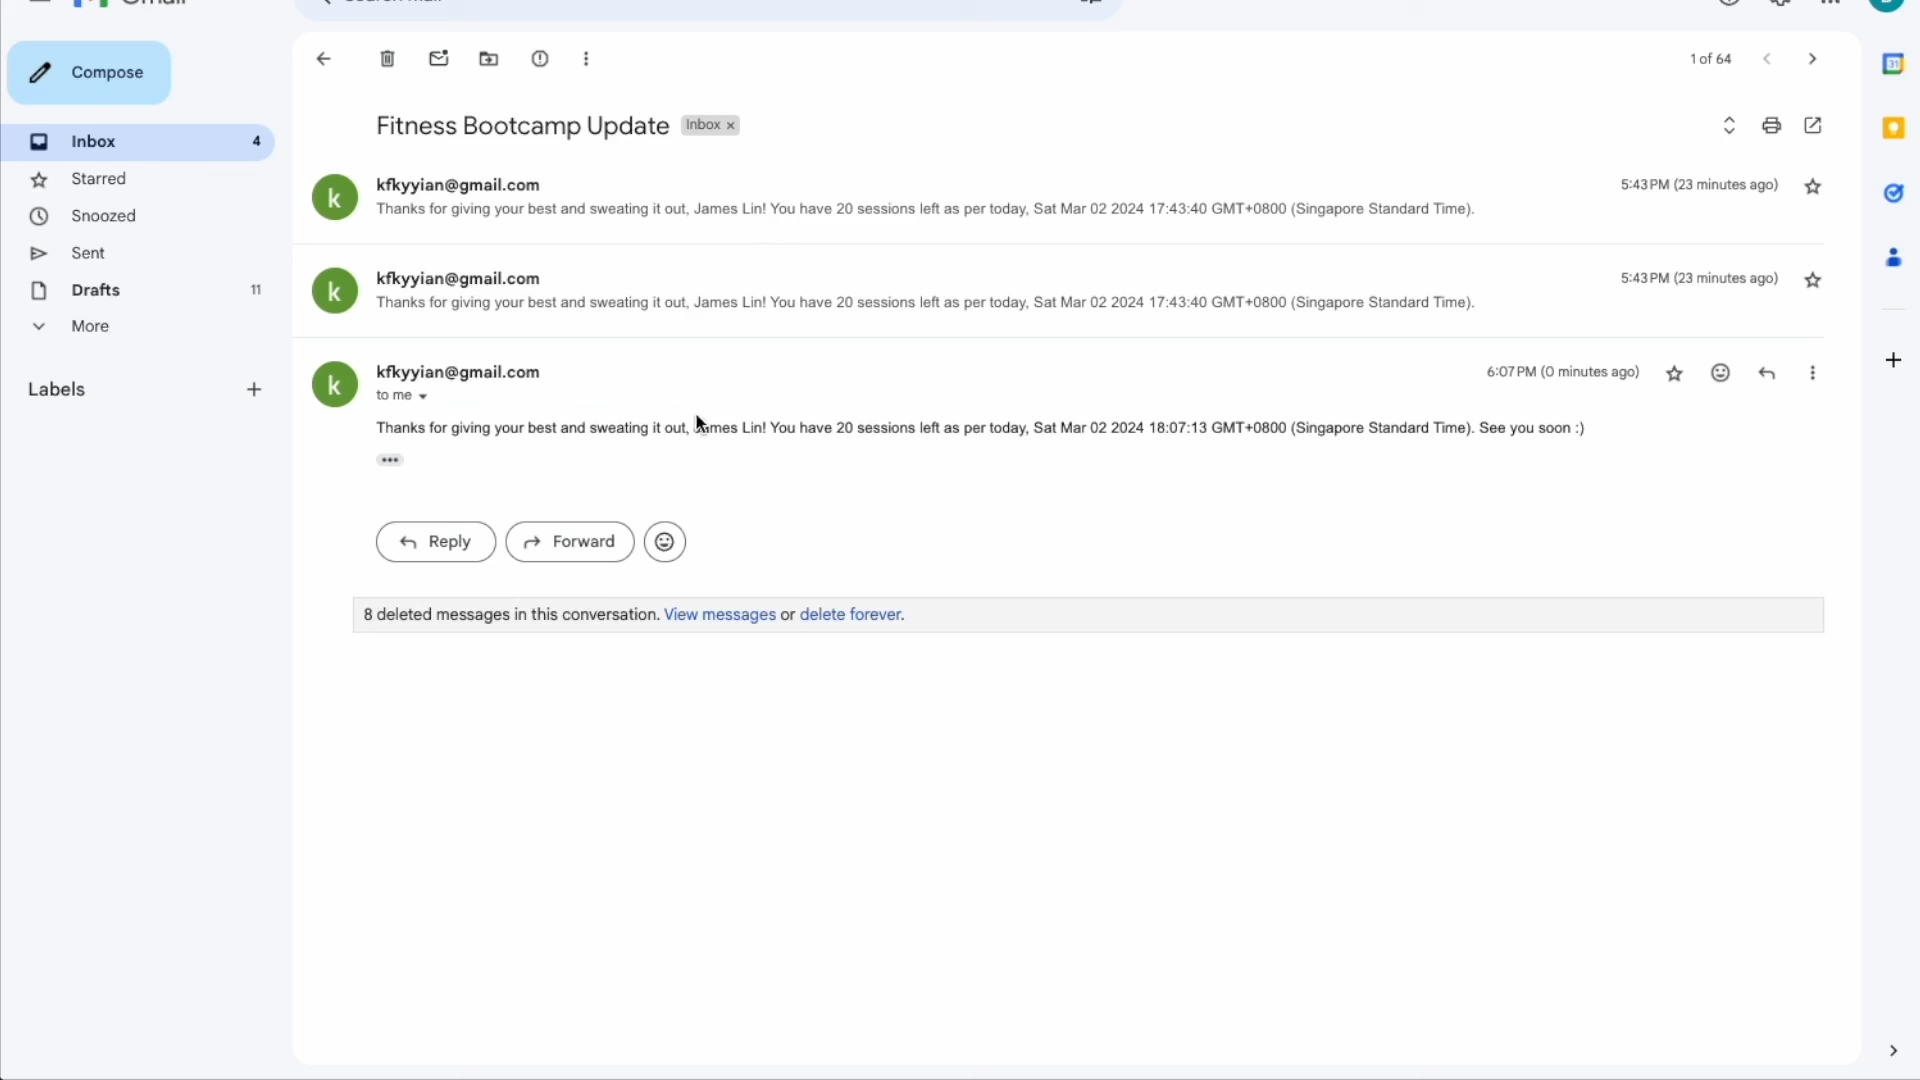 Compose
1 of 64
Inbox 4
Starred
Snoozed
Sent
Drafts 11
More
Labels
Fitness Bootcamp Update Inbox x
k
kfkyyian@gmail.com 5:43 PM (23 minutes ago)
Thanks for giving your best and sweating it out, James Lin! You have 20 sessions left as per today, Sat Mar 02 2024 17:43:40 GMT+0800 (Singapore Standard Time).
k
kfkyyian@gmail.com 5:43 PM (23 minutes ago)
Thanks for giving your best and sweating it out, James Lin! You have 20 sessions left as per today, Sat Mar 02 2024 17:43:40 GMT+0800 (Singapore Standard Time).
k
kfkyyian@gmail.com 6:07 PM (0 minutes ago)
to me
Thanks for giving your best and sweating it out, James Lin! You have 20 sessions left as per today, Sat Mar 02 2024 18:07:13 GMT+0800 (Singapore Standard Time). See you soon :)
Reply Forward
8 deleted messages in this conversation. View messages or delete forever.
31